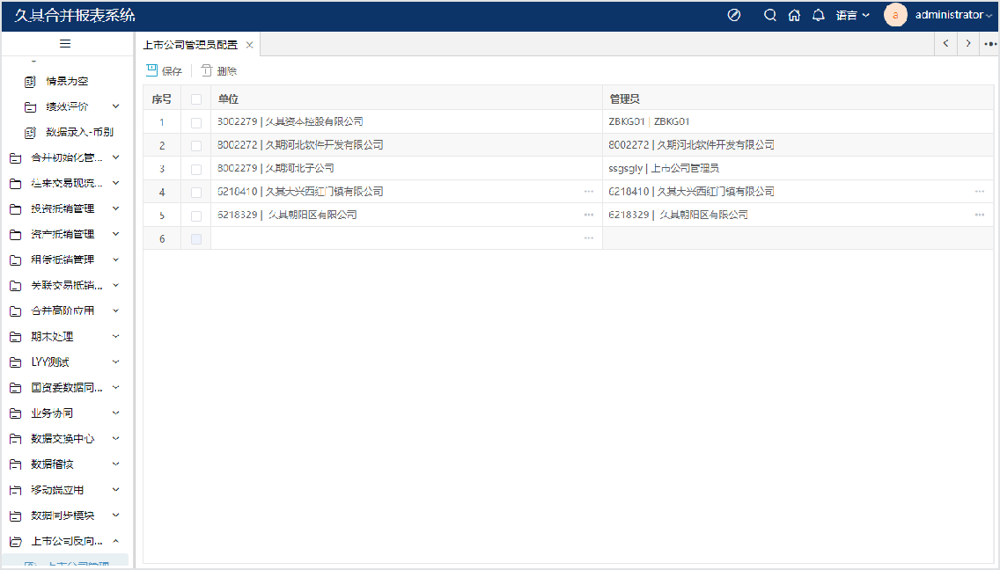 久其合并报表系统
语言
a
administrator
上市公司管理员配置
保存 删除
情景为空
绩效评价
数据录入-币别
合并初始化管...
往来交易现流...
投资抵销管理
资产抵销管理
租赁抵销管理
关联交易抵销...
合并高阶应用
期末处理
LYY测试
国资委数据同...
业务协同
数据交换中心
数据稽核
移动端应用
数据同步模块
上市公司反向...
上市公司管理
序号 单位 管理员
1 3002279 | 久其资本控股有限公司 ZBKG01 | ZBKG01
2 8002272 | 久期河北软件开发有限公司 8002272 | 久期河北软件开发有限公司
3 8002279 | 久期河北子公司 ssgsgly | 上市公司管理员
4 6218410 | 久其大兴西红门镇有限公司 6218410 | 久其大兴西红门镇有限公司
5 6218329 | 久其朝阳区有限公司 6218329 | 久其朝阳区有限公司
6